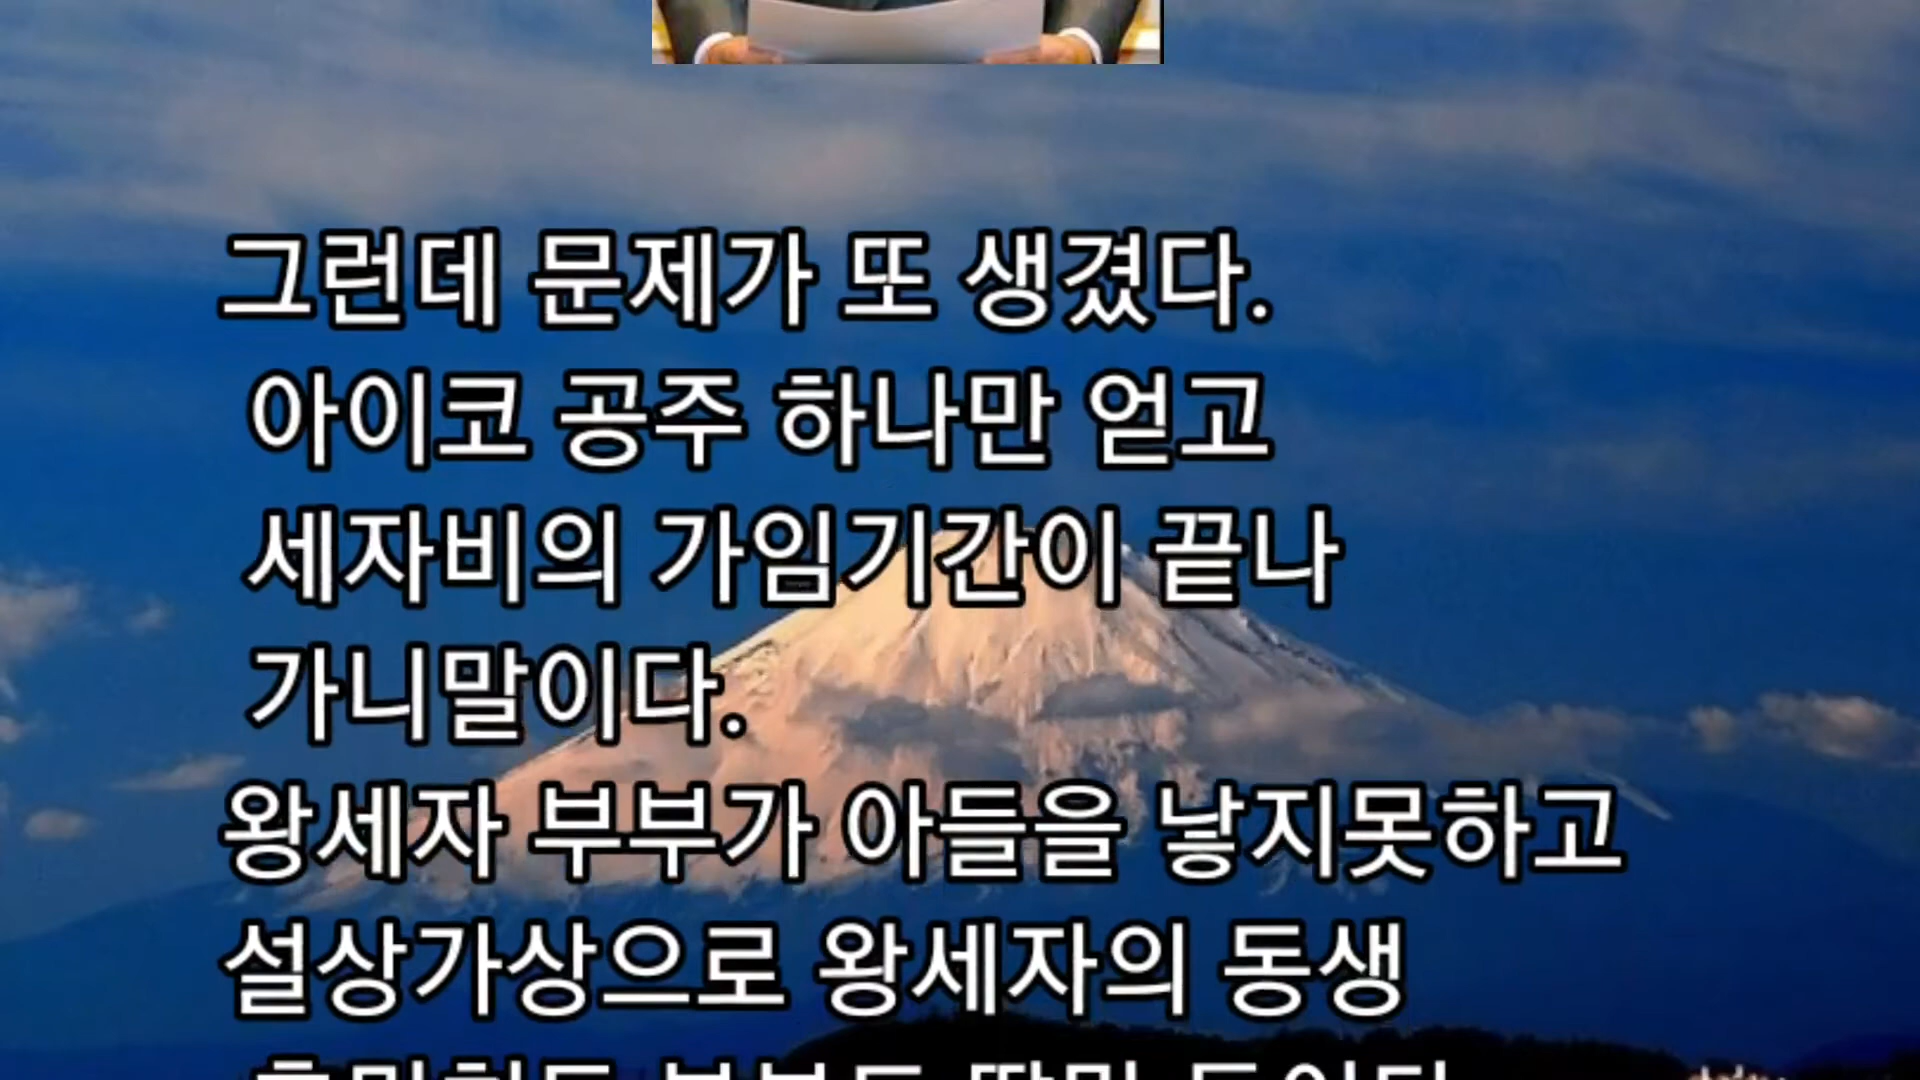 그런데 문제가 또 생겼다.
아이코 공주 하나만 얻고
세자비의 가임기간이 끝나
가니말이다.
왕세자 부부가 아들을 낳지못하고
설상가상으로 왕세자의 동생